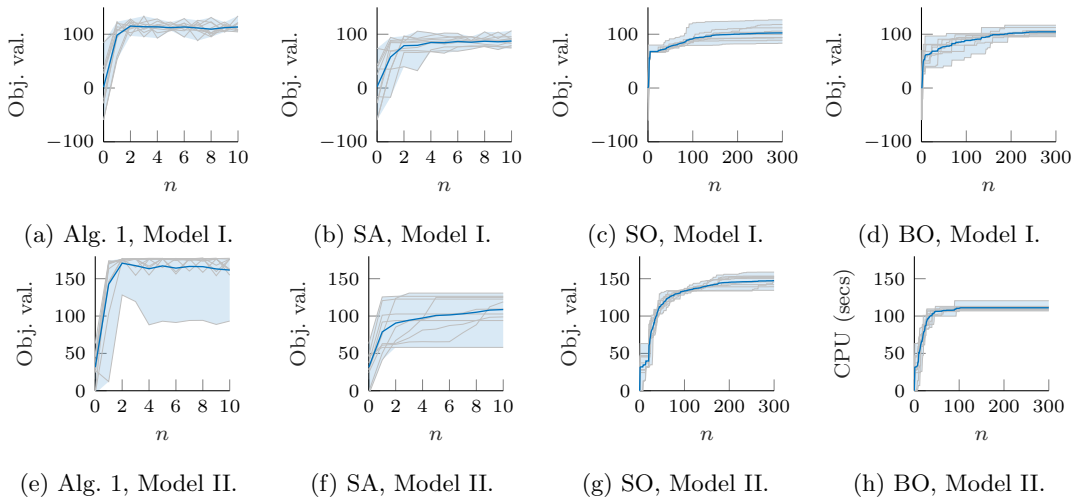 Obj. val.
100
0
−100
0 2 4 6 8 10
n
(a) Alg. 1, Model I.
Obj. val.
100
0
−100
0 2 4 6 8 10
n
(b) SA, Model I.
Obj. val.
100
0
−100
0 100 200 300
n
(c) SO, Model I.
Obj. val.
100
0
−100
0 100 200 300
n
(d) BO, Model I.
Obj. val.
150
100
50
0
0 2 4 6 8 10
n
(e) Alg. 1, Model II.
Obj. val.
150
100
50
0
0 2 4 6 8 10
n
(f) SA, Model II.
Obj. val.
150
100
50
0
0 100 200 300
n
(g) SO, Model II.
CPU (secs)
150
100
50
0
0 100 200 300
n
(h) BO, Model II.